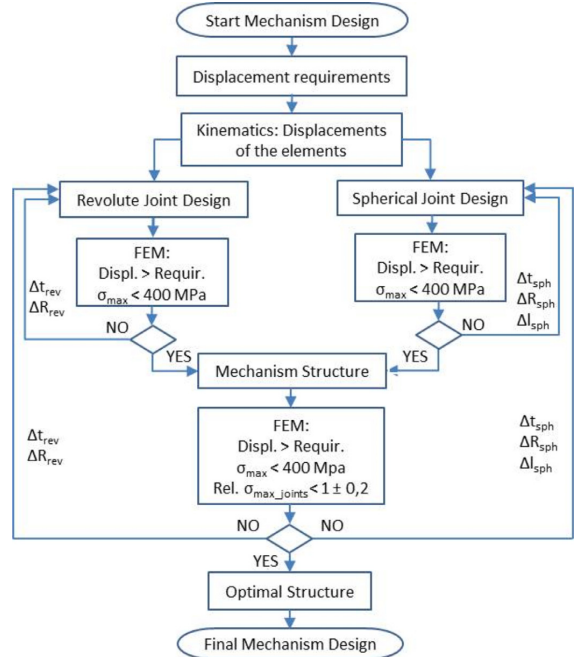 Start Mechanism Design
Displacement requirements
Kinematics: Displacements
of the elements
Revolute Joint Design
Spherical Joint Design
FEM:
Displ. > Requir.
σmax < 400 MPa
FEM:
Displ. > Requir.
σmax < 400 MPa
Δtrev
ΔRrev
Δtsph
ΔRsph
Δlsph
NO
YES
YES
NO
Mechanism Structure
FEM:
Displ. > Requir.
σmax < 400 Mpa
Rel. σmax_joints < 1 ± 0,2
Δtrev
ΔRrev
Δtsph
ΔRsph
Δlsph
NO
NO
YES
Optimal Structure
Final Mechanism Design